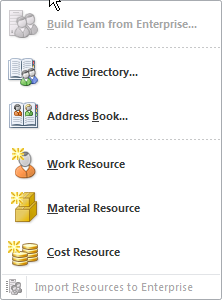 Build Team from Enterprise...
Active Directory...
Address Book...
Work Resource
Material Resource
Cost Resource
Import Resources to Enterprise